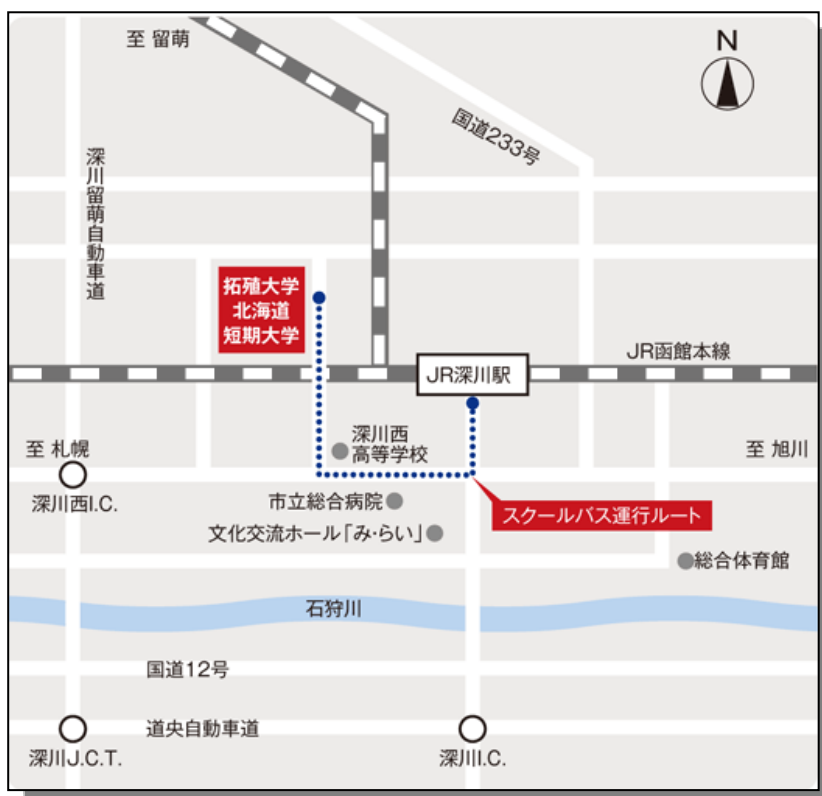 至 留萌
N
国道233号
深川留萌自動車道
拓殖大学
北海道
短期大学
JR函館本線
JR深川駅
深川西
高等学校
至 札幌
至 旭川
深川西I.C.
市立総合病院
スクールバス運行ルート
文化交流ホール「み・らい」
総合体育館
石狩川
国道12号
道央自動車道
深川J.C.T.
深川I.C.